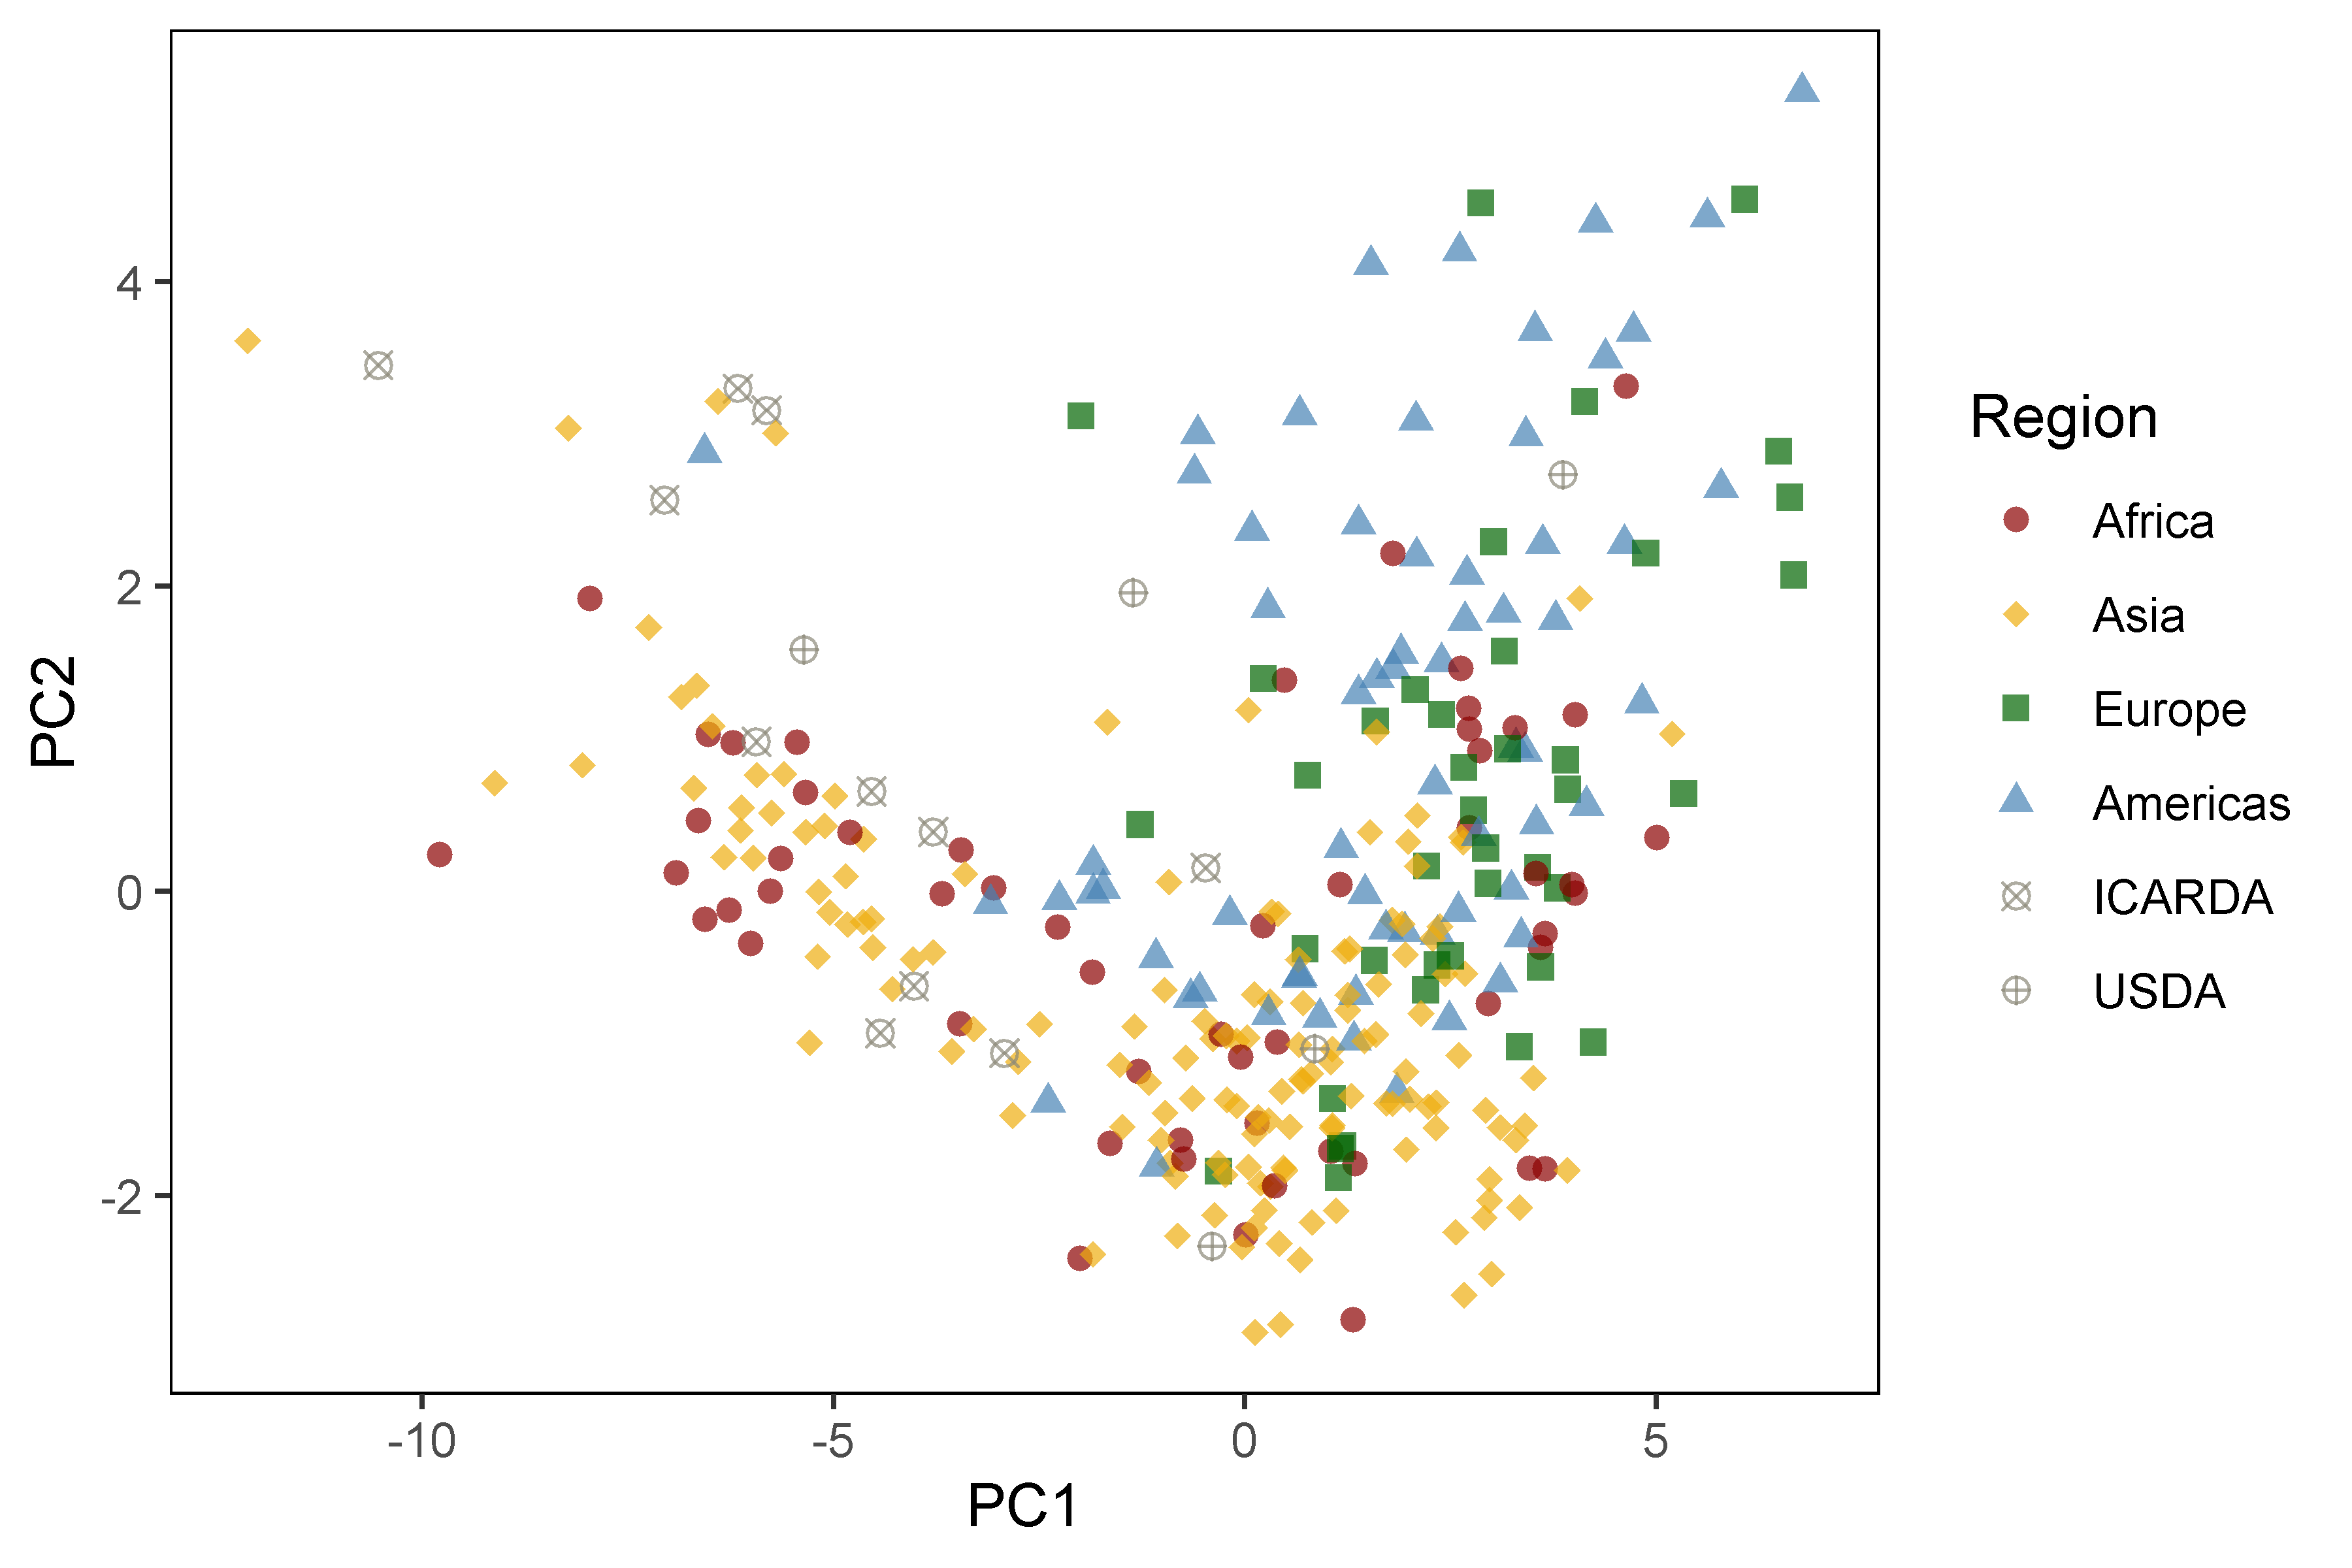 PC2
4
2
0
-2
-10
-5
0
5
PC1
Region
Africa
Asia
Europe
Americas
ICARDA
USDA